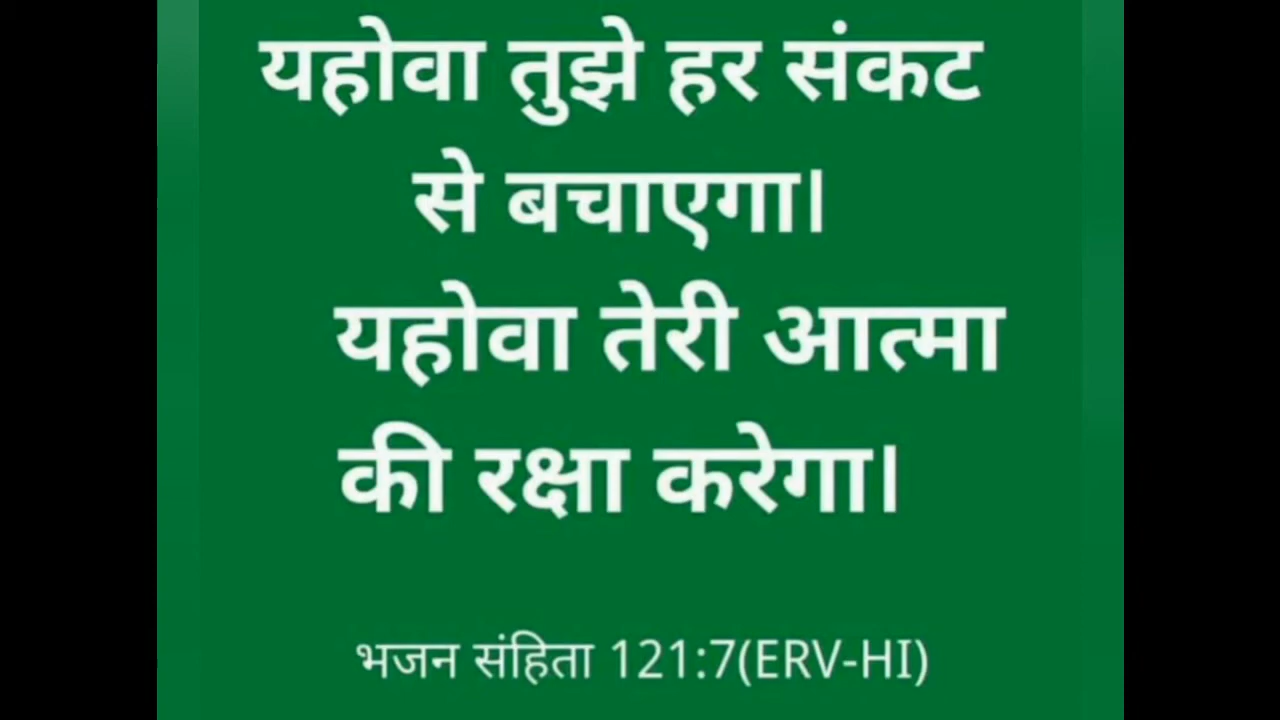 यहोवा तुझे हर संकट
से बचाएगा।
यहोवा तेरी आत्मा
की रक्षा करेगा।
भजन संहिता 121:7(ERV-HI)